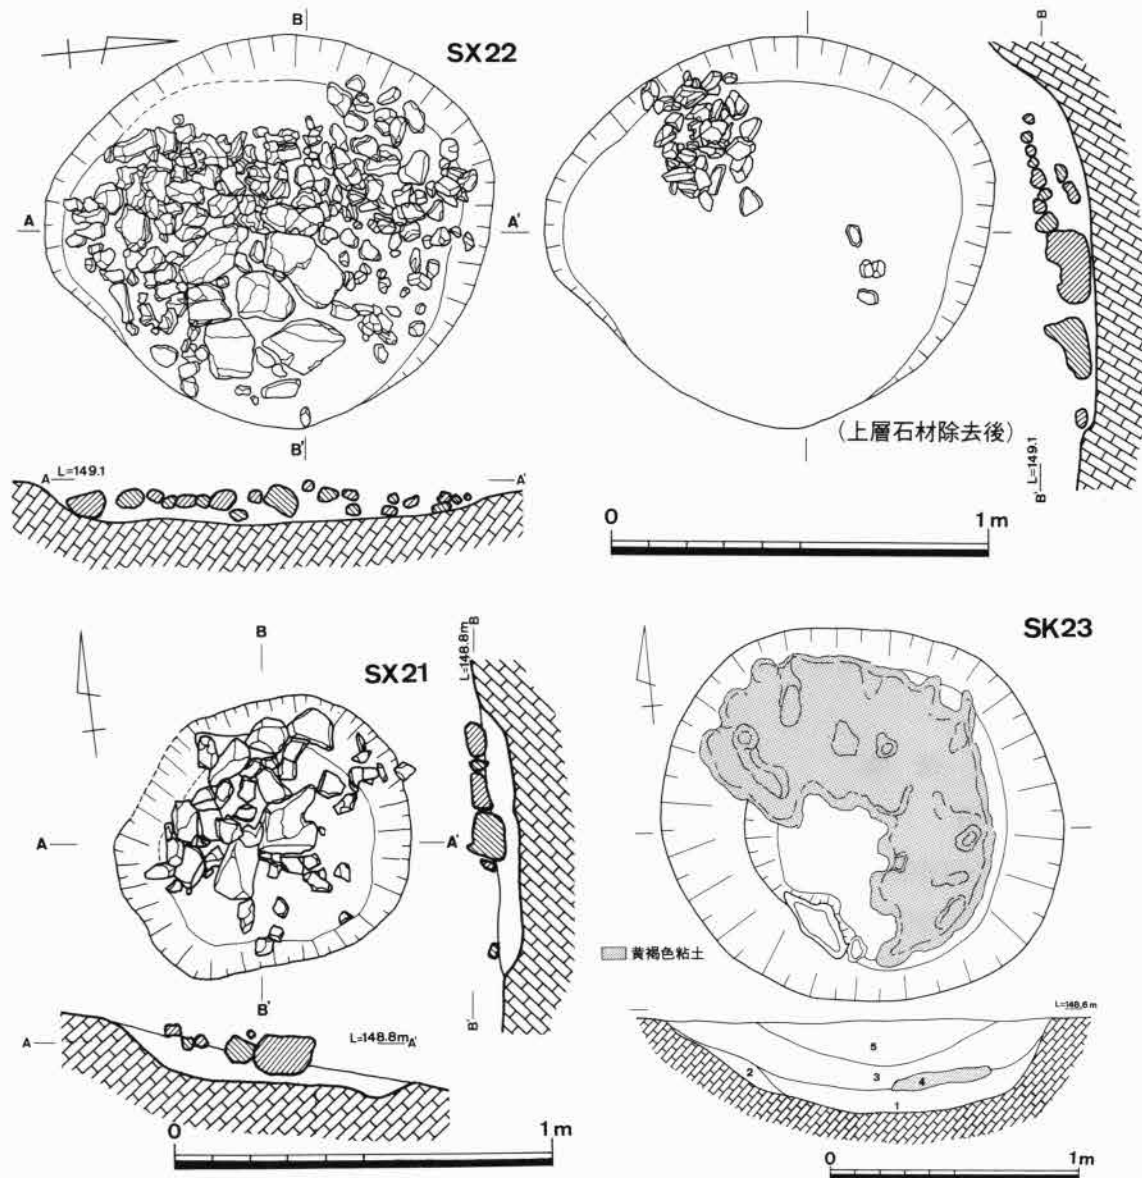 B
SX22
A
A'
B'
A L=149.1 A'
B
(上層石材除去後)
B' L=149.1
0 1m
B
SX21
A
A'
B'
L=148.8m B
B'
A L=148.8m A'
0 1m
SK23
黄褐色粘土
L=148.6m
5
2
3
4
1
0 1m